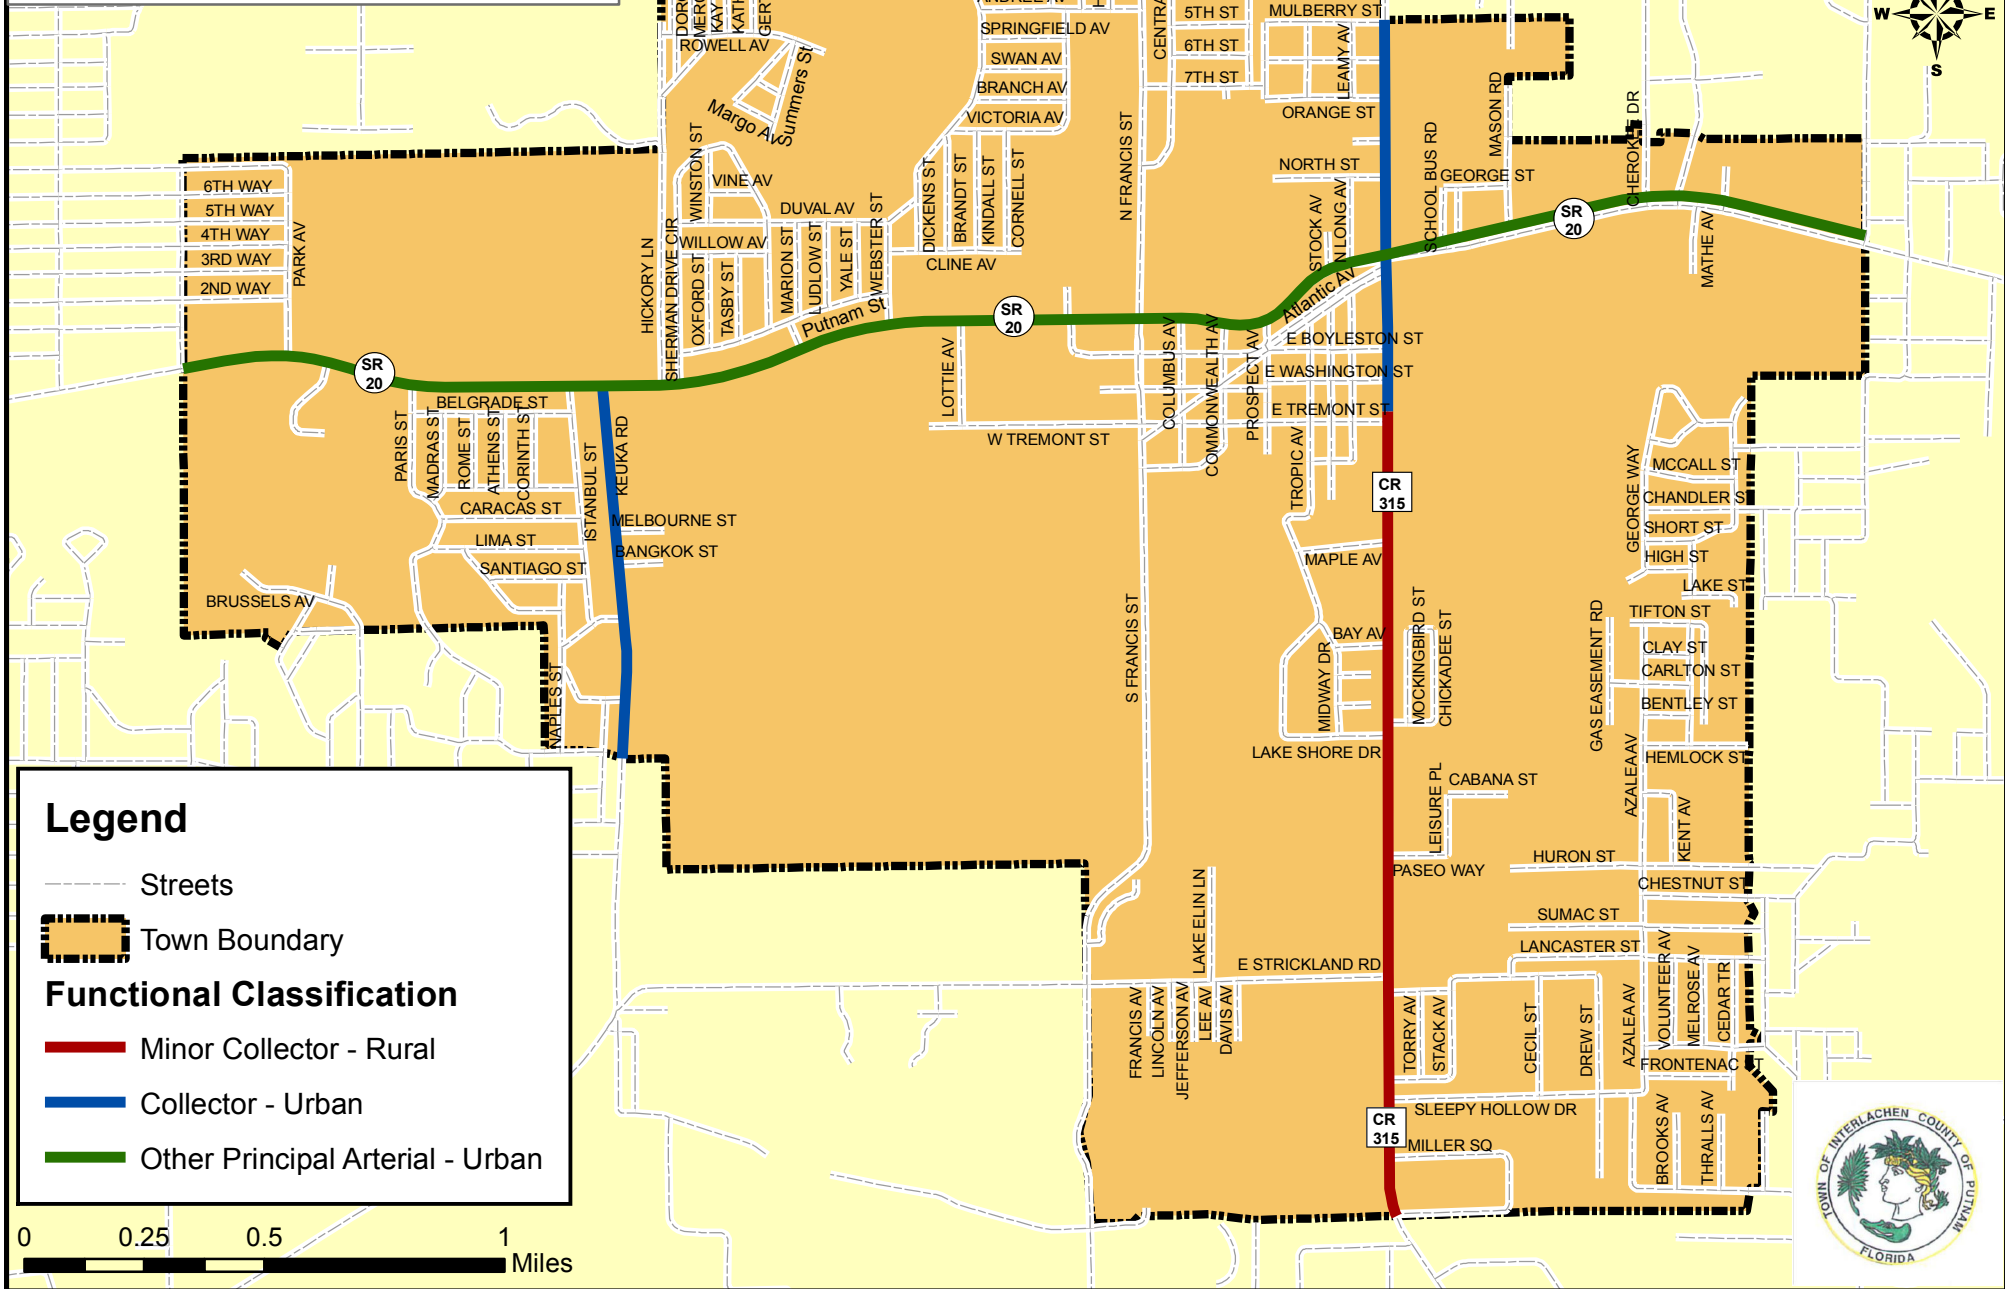 W
E
S
5TH ST
MULBERRY ST
SPRINGFIELD AV
ROWELL AV
6TH ST
SWAN AV
7TH ST
BRANCH AV
LEAMY AV
ORANGE ST
VICTORIA AV
Margo AV
Summers St
MASON RD
CHEROKEE DR
SCHOOL BUS RD
NORTH ST
GEORGE ST
N FRANCIS ST
WINSTON ST
VINE AV
DUVAL AV
WILLOW AV
DICKENS ST
BRANDT ST
KINDALL ST
CORNELL ST
CLINE AV
6TH WAY
5TH WAY
4TH WAY
3RD WAY
2ND WAY
PARK AV
HICKORY LN
SHERMAN DRIVE CIR
OXFORD ST
TASBY ST
MARION ST
LUDLOW ST
YALE ST
WEBSTER ST
Putnam St
STOCK AV
N LONG AV
Atlantic Av
MATHE AV
SR
20
SR
20
SR
20
E BOYLESTON ST
E WASHINGTON ST
E TREMONT ST
W TREMONT ST
LOTTIE AV
COLUMBUS AV
COMMONWEALTH AV
PROSPECT AV
TROPIC AV
BELGRADE ST
PARIS ST
MADRAS ST
ROME ST
ATHENS ST
CORINTH ST
ISTANBUL ST
KEUKA RD
CARACAS ST
MELBOURNE ST
LIMA ST
BANGKOK ST
SANTIAGO ST
BRUSSELS AV
NAPLES ST
CR
315
MCCALL ST
CHANDLER ST
SHORT ST
HIGH ST
LAKE ST
GEORGE WAY
MAPLE AV
BAY AV
MIDWAY DR
MOCKINGBIRD ST
CHICKADEE ST
S FRANCIS ST
LAKE SHORE DR
GAS EASEMENT RD
TIFTON ST
CLAY ST
CARLTON ST
BENTLEY ST
HEMLOCK ST
AZALEA AV
KENT AV
LEISURE PL
CABANA ST
PASEO WAY
HURON ST
CHESTNUT ST
SUMAC ST
LANCASTER ST
LAKE ELIN LN
E STRICKLAND RD
FRANCIS AV
LINCOLN AV
JEFFERSON AV
LEE AV
DAVIS AV
TORRY AV
STACK AV
CECIL ST
DREW ST
AZALEA AV
VOLUNTEER AV
MELROSE AV
CEDAR TR
FRONTENAC
SLEEPY HOLLOW DR
CR
315
MILLER SQ
BROOKS AV
THRALLS AV
Legend
Streets
Town Boundary
Functional Classification
Minor Collector - Rural
Collector - Urban
Other Principal Arterial - Urban
0 0.25 0.5 1
Miles
TOWN OF INTERLACHEN COUNTY OF PUTNAM
FLORIDA